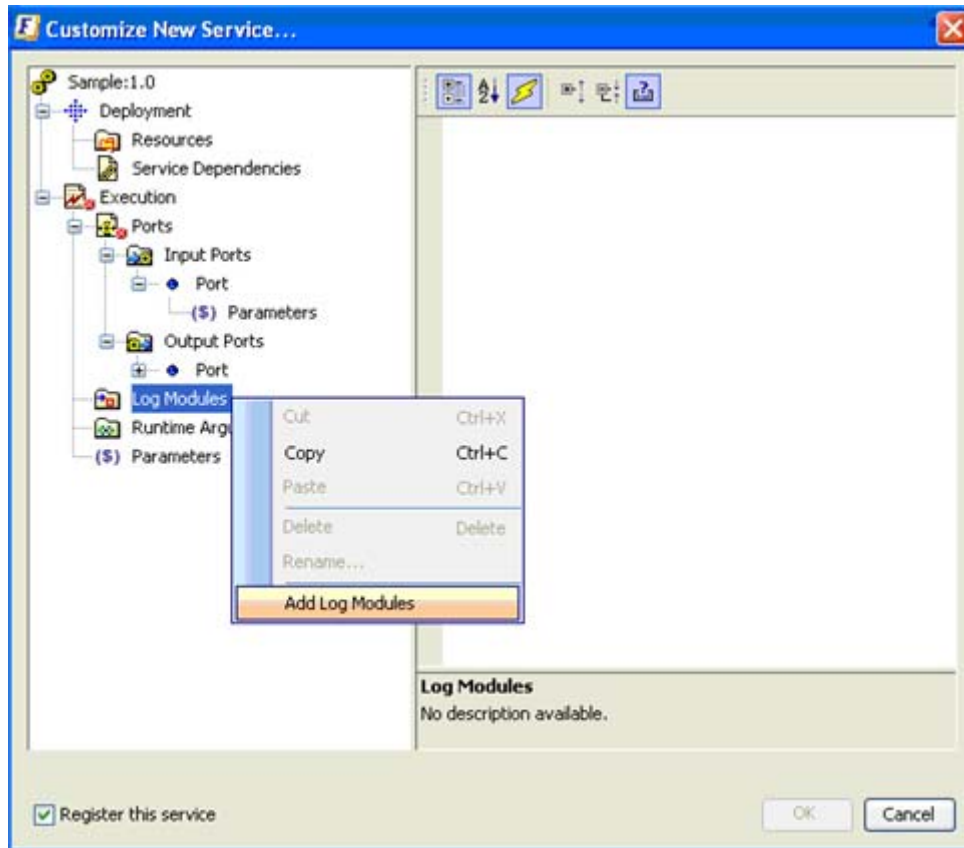 Customize New Service...
Sample:1.0
Deployment
Resources
Service Dependencies
Execution
Ports
Input Ports
Port
($) Parameters
Output Ports
Port
Log Modules
Runtime Argu
($) Parameters
Cut Ctrl+X
Copy Ctrl+C
Paste Ctrl+V
Delete Delete
Rename...
Add Log Modules
Log Modules
No description available.
Register this service
OK Cancel